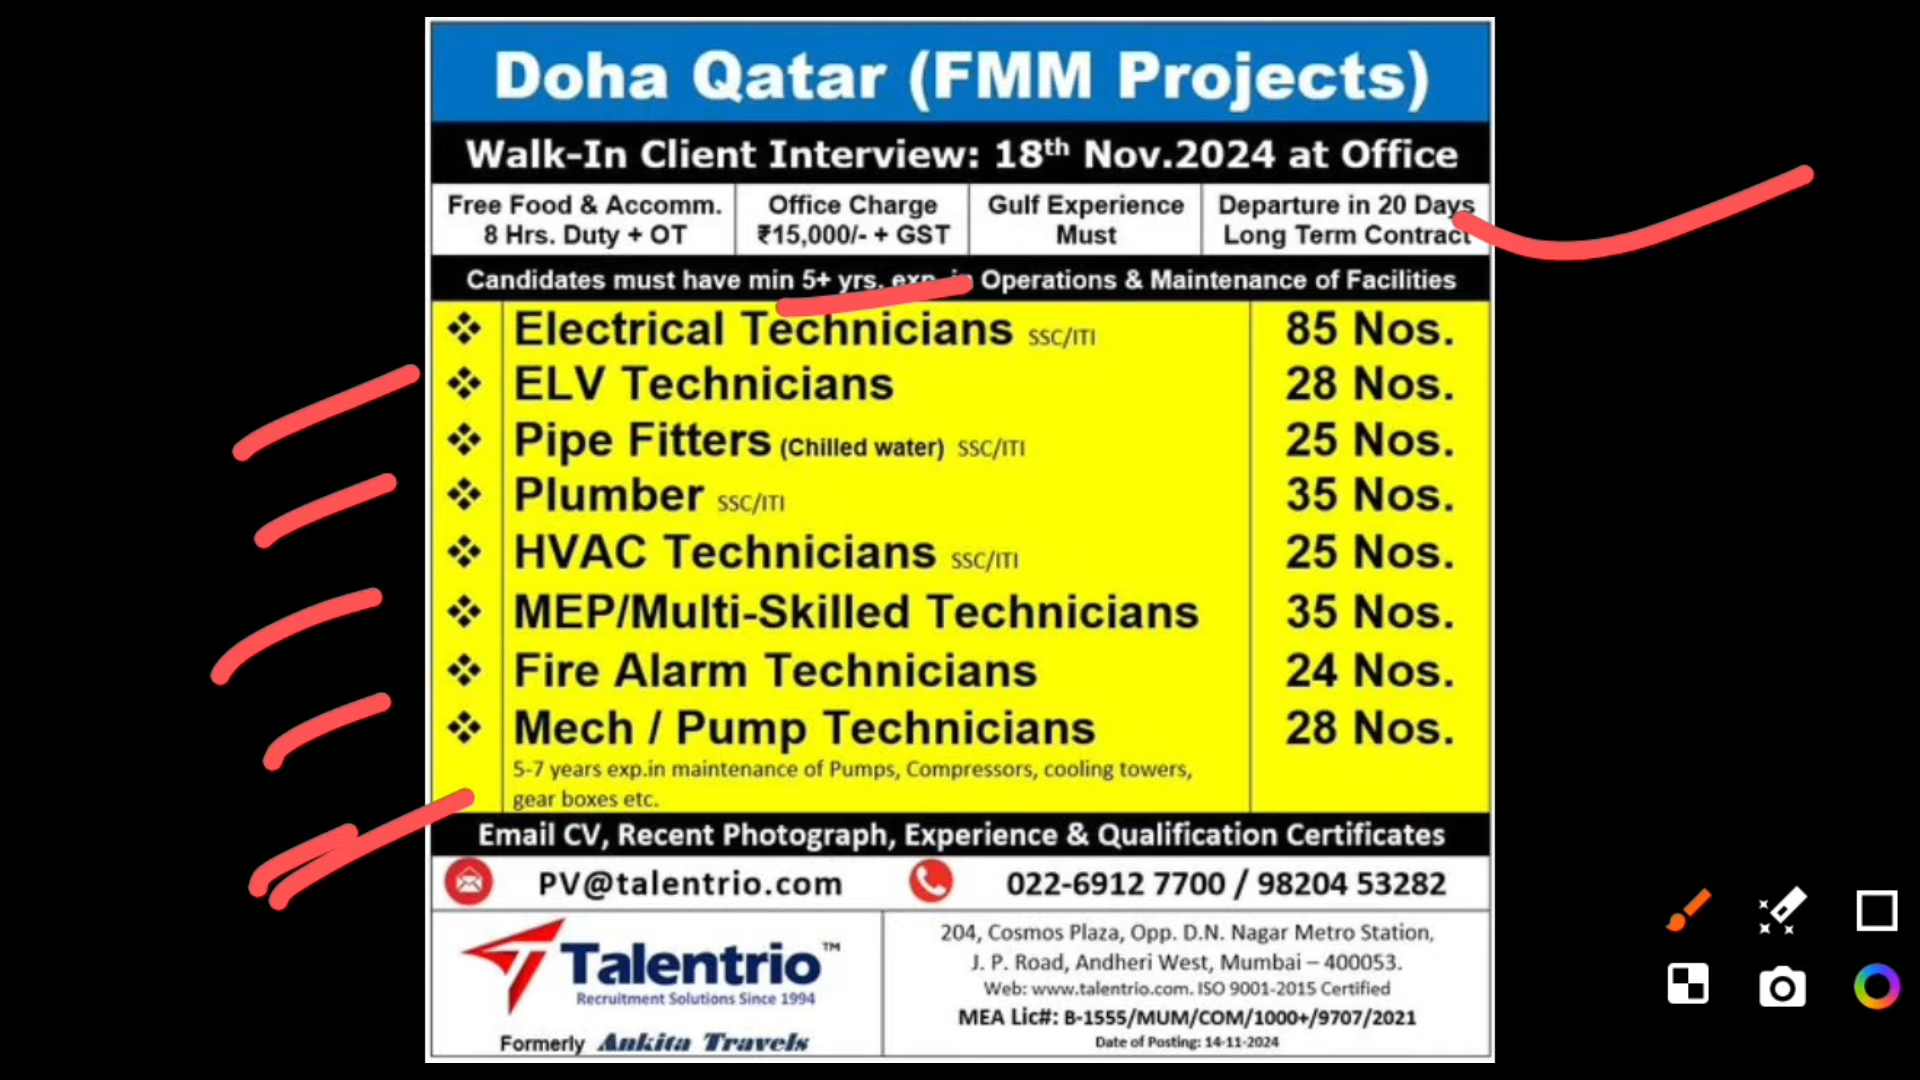 Doha Qatar (FMM Projects)
Walk-In Client Interview: 18th Nov.2024 at Office
Free Food & Accomm.
8 Hrs. Duty + OT
Office Charge
₹15,000/- + GST
Gulf Experience
Must
Departure in 20 Days
Long Term Contract
Candidates must have min 5+ yrs. exp. in Operations & Maintenance of Facilities
Electrical Technicians SSC/ITI 85 Nos.
ELV Technicians 28 Nos.
Pipe Fitters (Chilled water) SSC/ITI 25 Nos.
Plumber SSC/ITI 35 Nos.
HVAC Technicians SSC/ITI 25 Nos.
MEP/Multi-Skilled Technicians 35 Nos.
Fire Alarm Technicians 24 Nos.
Mech / Pump Technicians 28 Nos.
5-7 years exp.in maintenance of Pumps, Compressors, cooling towers,
gear boxes etc.
Email CV, Recent Photograph, Experience & Qualification Certificates
PV@talentrio.com 022-6912 7700 / 98204 53282
Talentrio™
Recruitment Solutions Since 1994
Formerly Ankita Travels
204, Cosmos Plaza, Opp. D.N. Nagar Metro Station,
J. P. Road, Andheri West, Mumbai – 400053.
Web: www.talentrio.com. ISO 9001-2015 Certified
MEA Lic#: B-1555/MUM/COM/1000+/9707/2021
Date of Posting: 14-11-2024